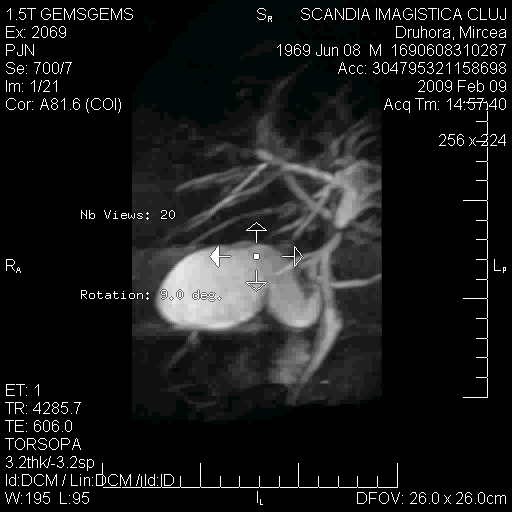 1.5T GEMSGEMS
Ex: 2069
PJN
Se: 700/7
Im: 1/21
Cor: A81.6 (COI)
SR
SCANDIA IMAGISTICA CLUJ
Druhora, Mircea
1969 Jun 08 M 1690608310287
Acc: 304795321158698
2009 Feb 09
Acq Tm: 14:57:40
256 x 224
Nb Views: 20
RA
LP
Rotation: 9.0 deg.
ET: 1
TR: 4285.7
TE: 606.0
TORSOPA
3.2thk/-3.2sp
Id:DCM / Lin:DCM / Id:ID
W:195 L:95
IL
DFOV: 26.0 x 26.0cm